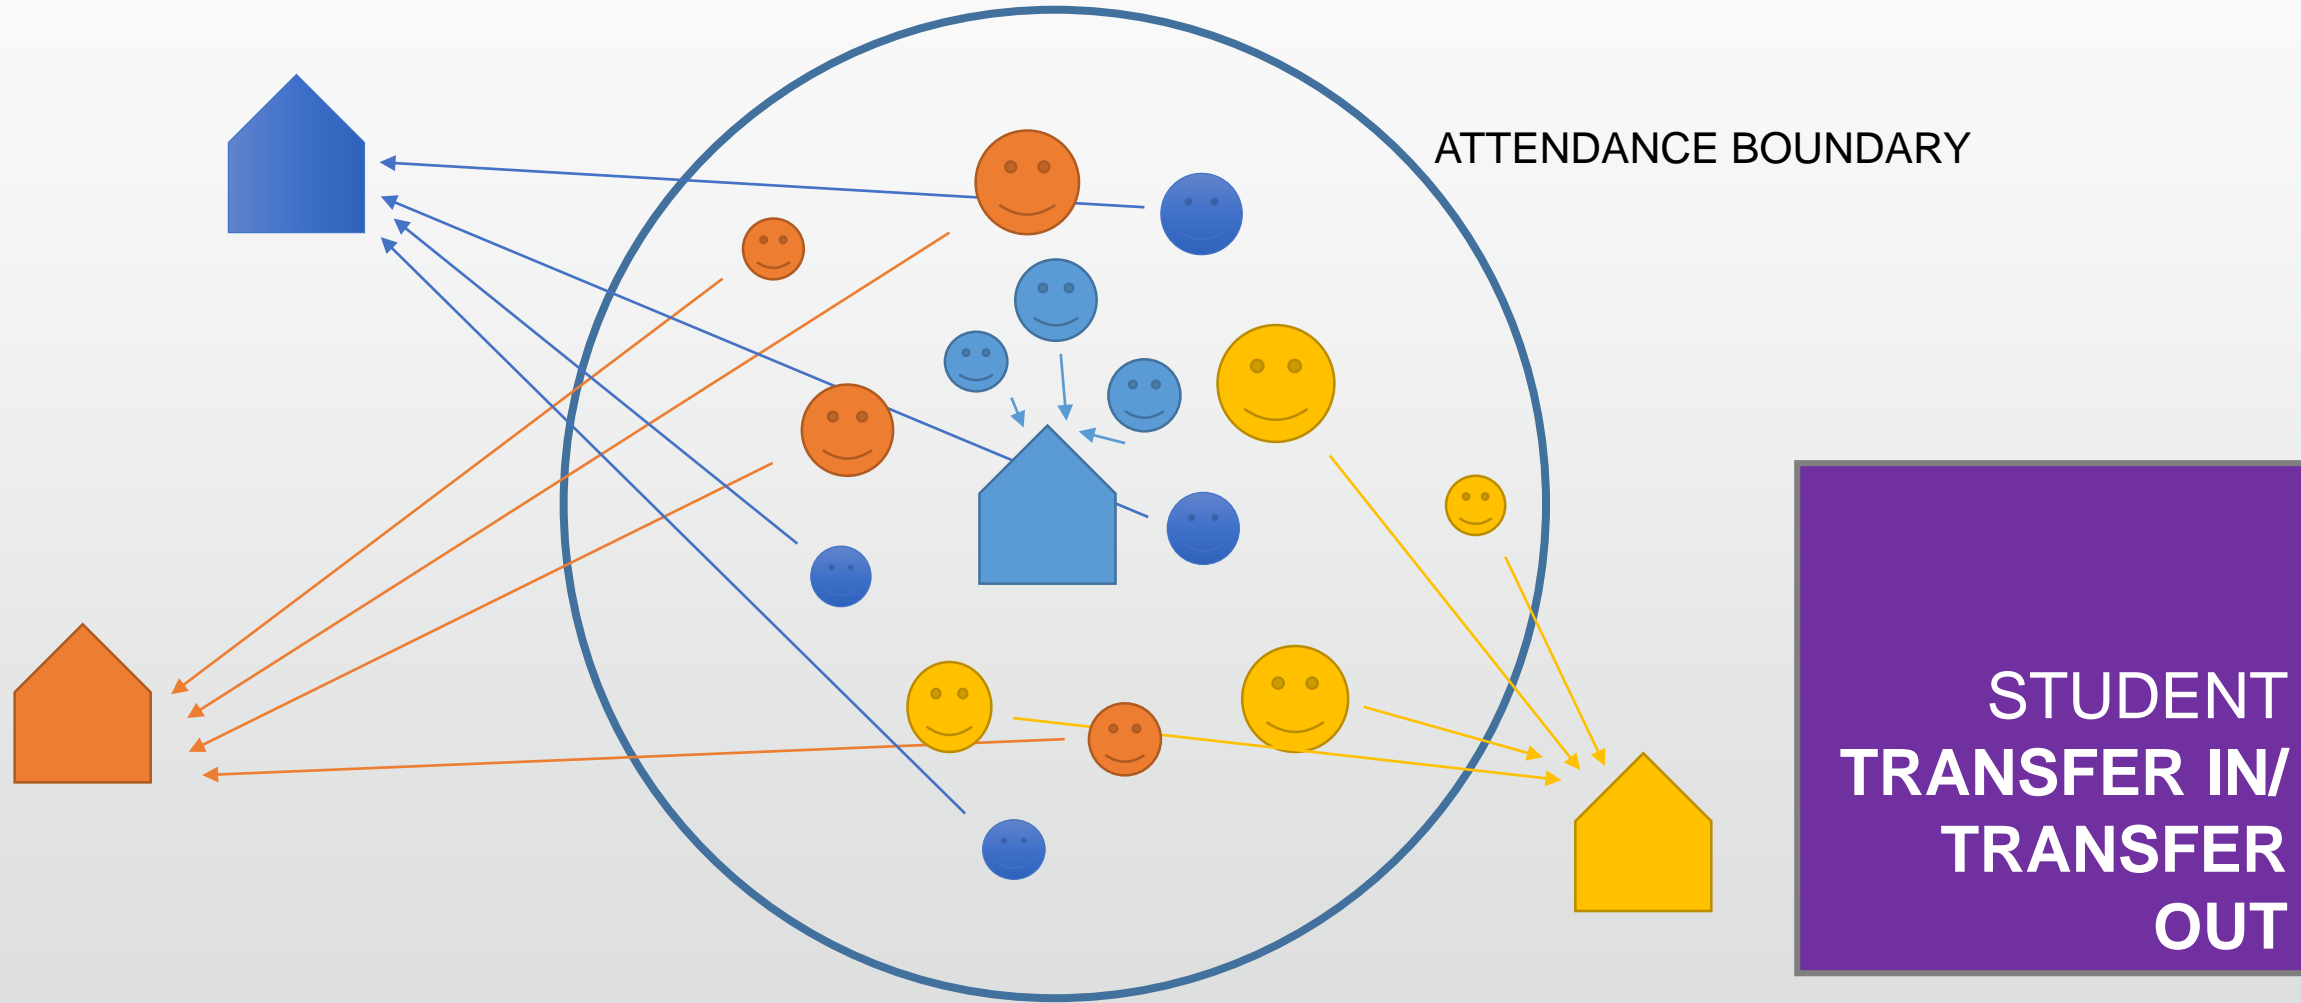 ATTENDANCE BOUNDARY
STUDENT
TRANSFER IN/
TRANSFER
OUT